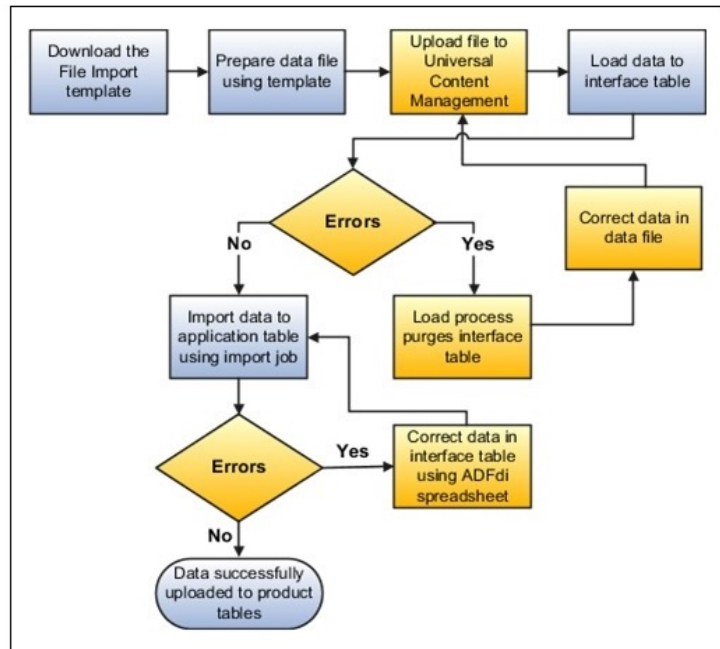 Download the
File Import
template
Prepare data file
using template
Upload file to
Universal
Content
Management
Load data to
interface table
Errors
No
Yes
Correct data in
data file
Import data to
application table
using import job
Load process
purges interface
table
Errors
Yes
Correct data in
interface table
using ADFdi
spreadsheet
No
Data successfully
uploaded to product
tables